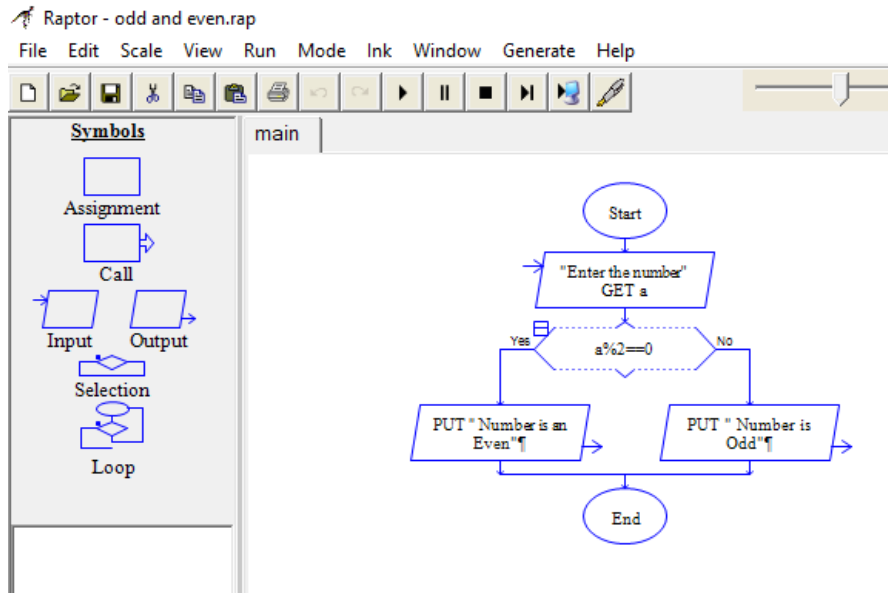 Raptor - odd and even.rap
File Edit Scale View Run Mode Ink Window Generate Help
Symbols
Assignment
Call
Input Output
Selection
Loop
main
Start
"Enter the number"
GET a
Yes
a%2==0
No
PUT " Number is an
Even"¶
PUT " Number is
Odd"¶
End